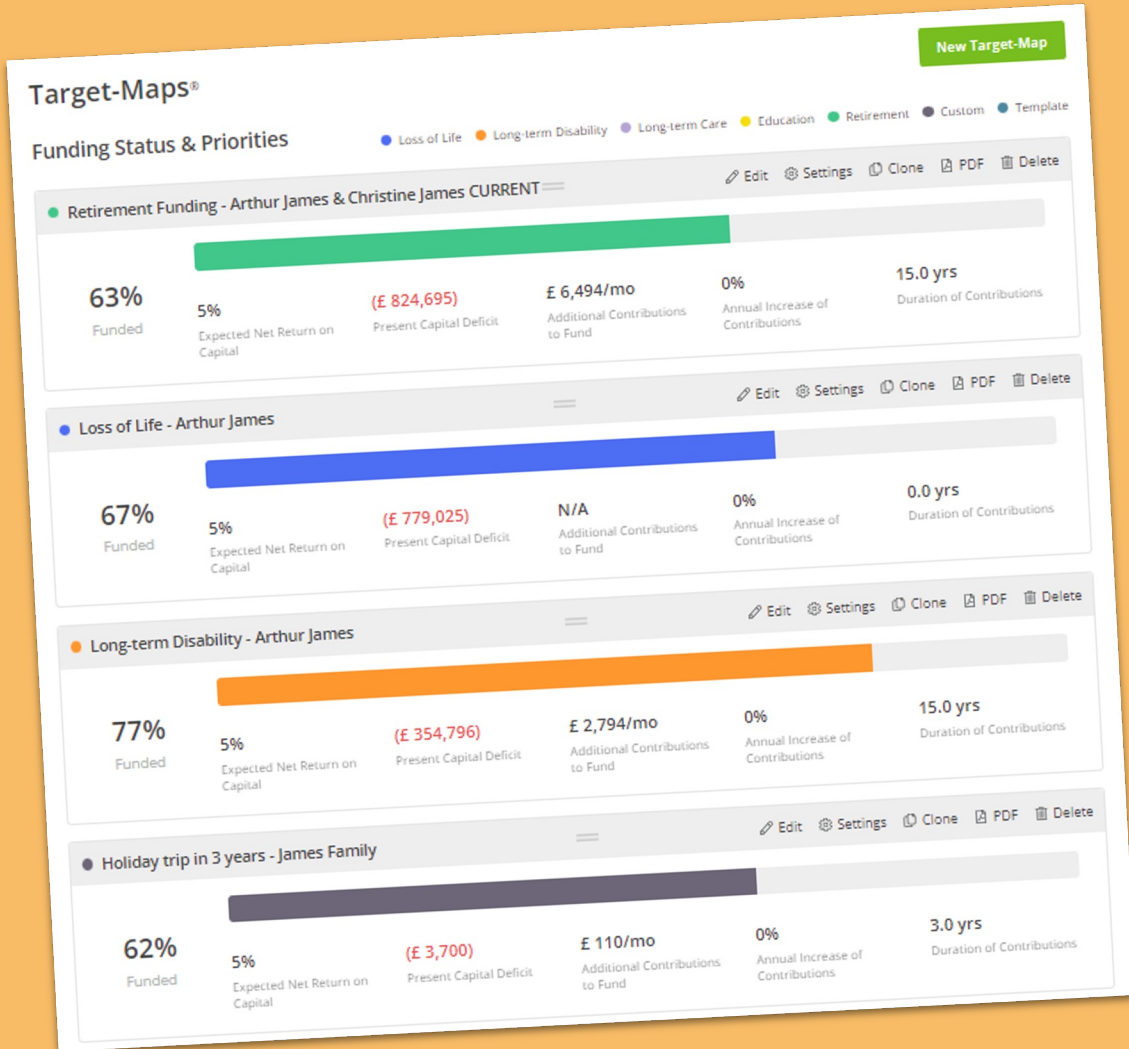 New Target-Map
Target-Maps®
Funding Status & Priorities
Loss of Life
Long-term Disability
Long-term Care
Education
Retirement
Custom
Template
Retirement Funding - Arthur James & Christine James CURRENT
Edit
Settings
Clone
PDF
Delete
63%
Funded
5%
Expected Net Return on
Capital
(£ 824,695)
Present Capital Deficit
£ 6,494/mo
Additional Contributions
to Fund
0%
Annual Increase of
Contributions
15.0 yrs
Duration of Contributions
Loss of Life - Arthur James
Edit
Settings
Clone
PDF
Delete
67%
Funded
5%
Expected Net Return on
Capital
(£ 779,025)
Present Capital Deficit
N/A
Additional Contributions
to Fund
0%
Annual Increase of
Contributions
0.0 yrs
Duration of Contributions
Long-term Disability - Arthur James
Edit
Settings
Clone
PDF
Delete
77%
Funded
5%
Expected Net Return on
Capital
(£ 354,796)
Present Capital Deficit
£ 2,794/mo
Additional Contributions
to Fund
0%
Annual Increase of
Contributions
15.0 yrs
Duration of Contributions
Holiday trip in 3 years - James Family
Edit
Settings
Clone
PDF
Delete
62%
Funded
5%
Expected Net Return on
Capital
(£ 3,700)
Present Capital Deficit
£ 110/mo
Additional Contributions
to Fund
0%
Annual Increase of
Contributions
3.0 yrs
Duration of Contributions